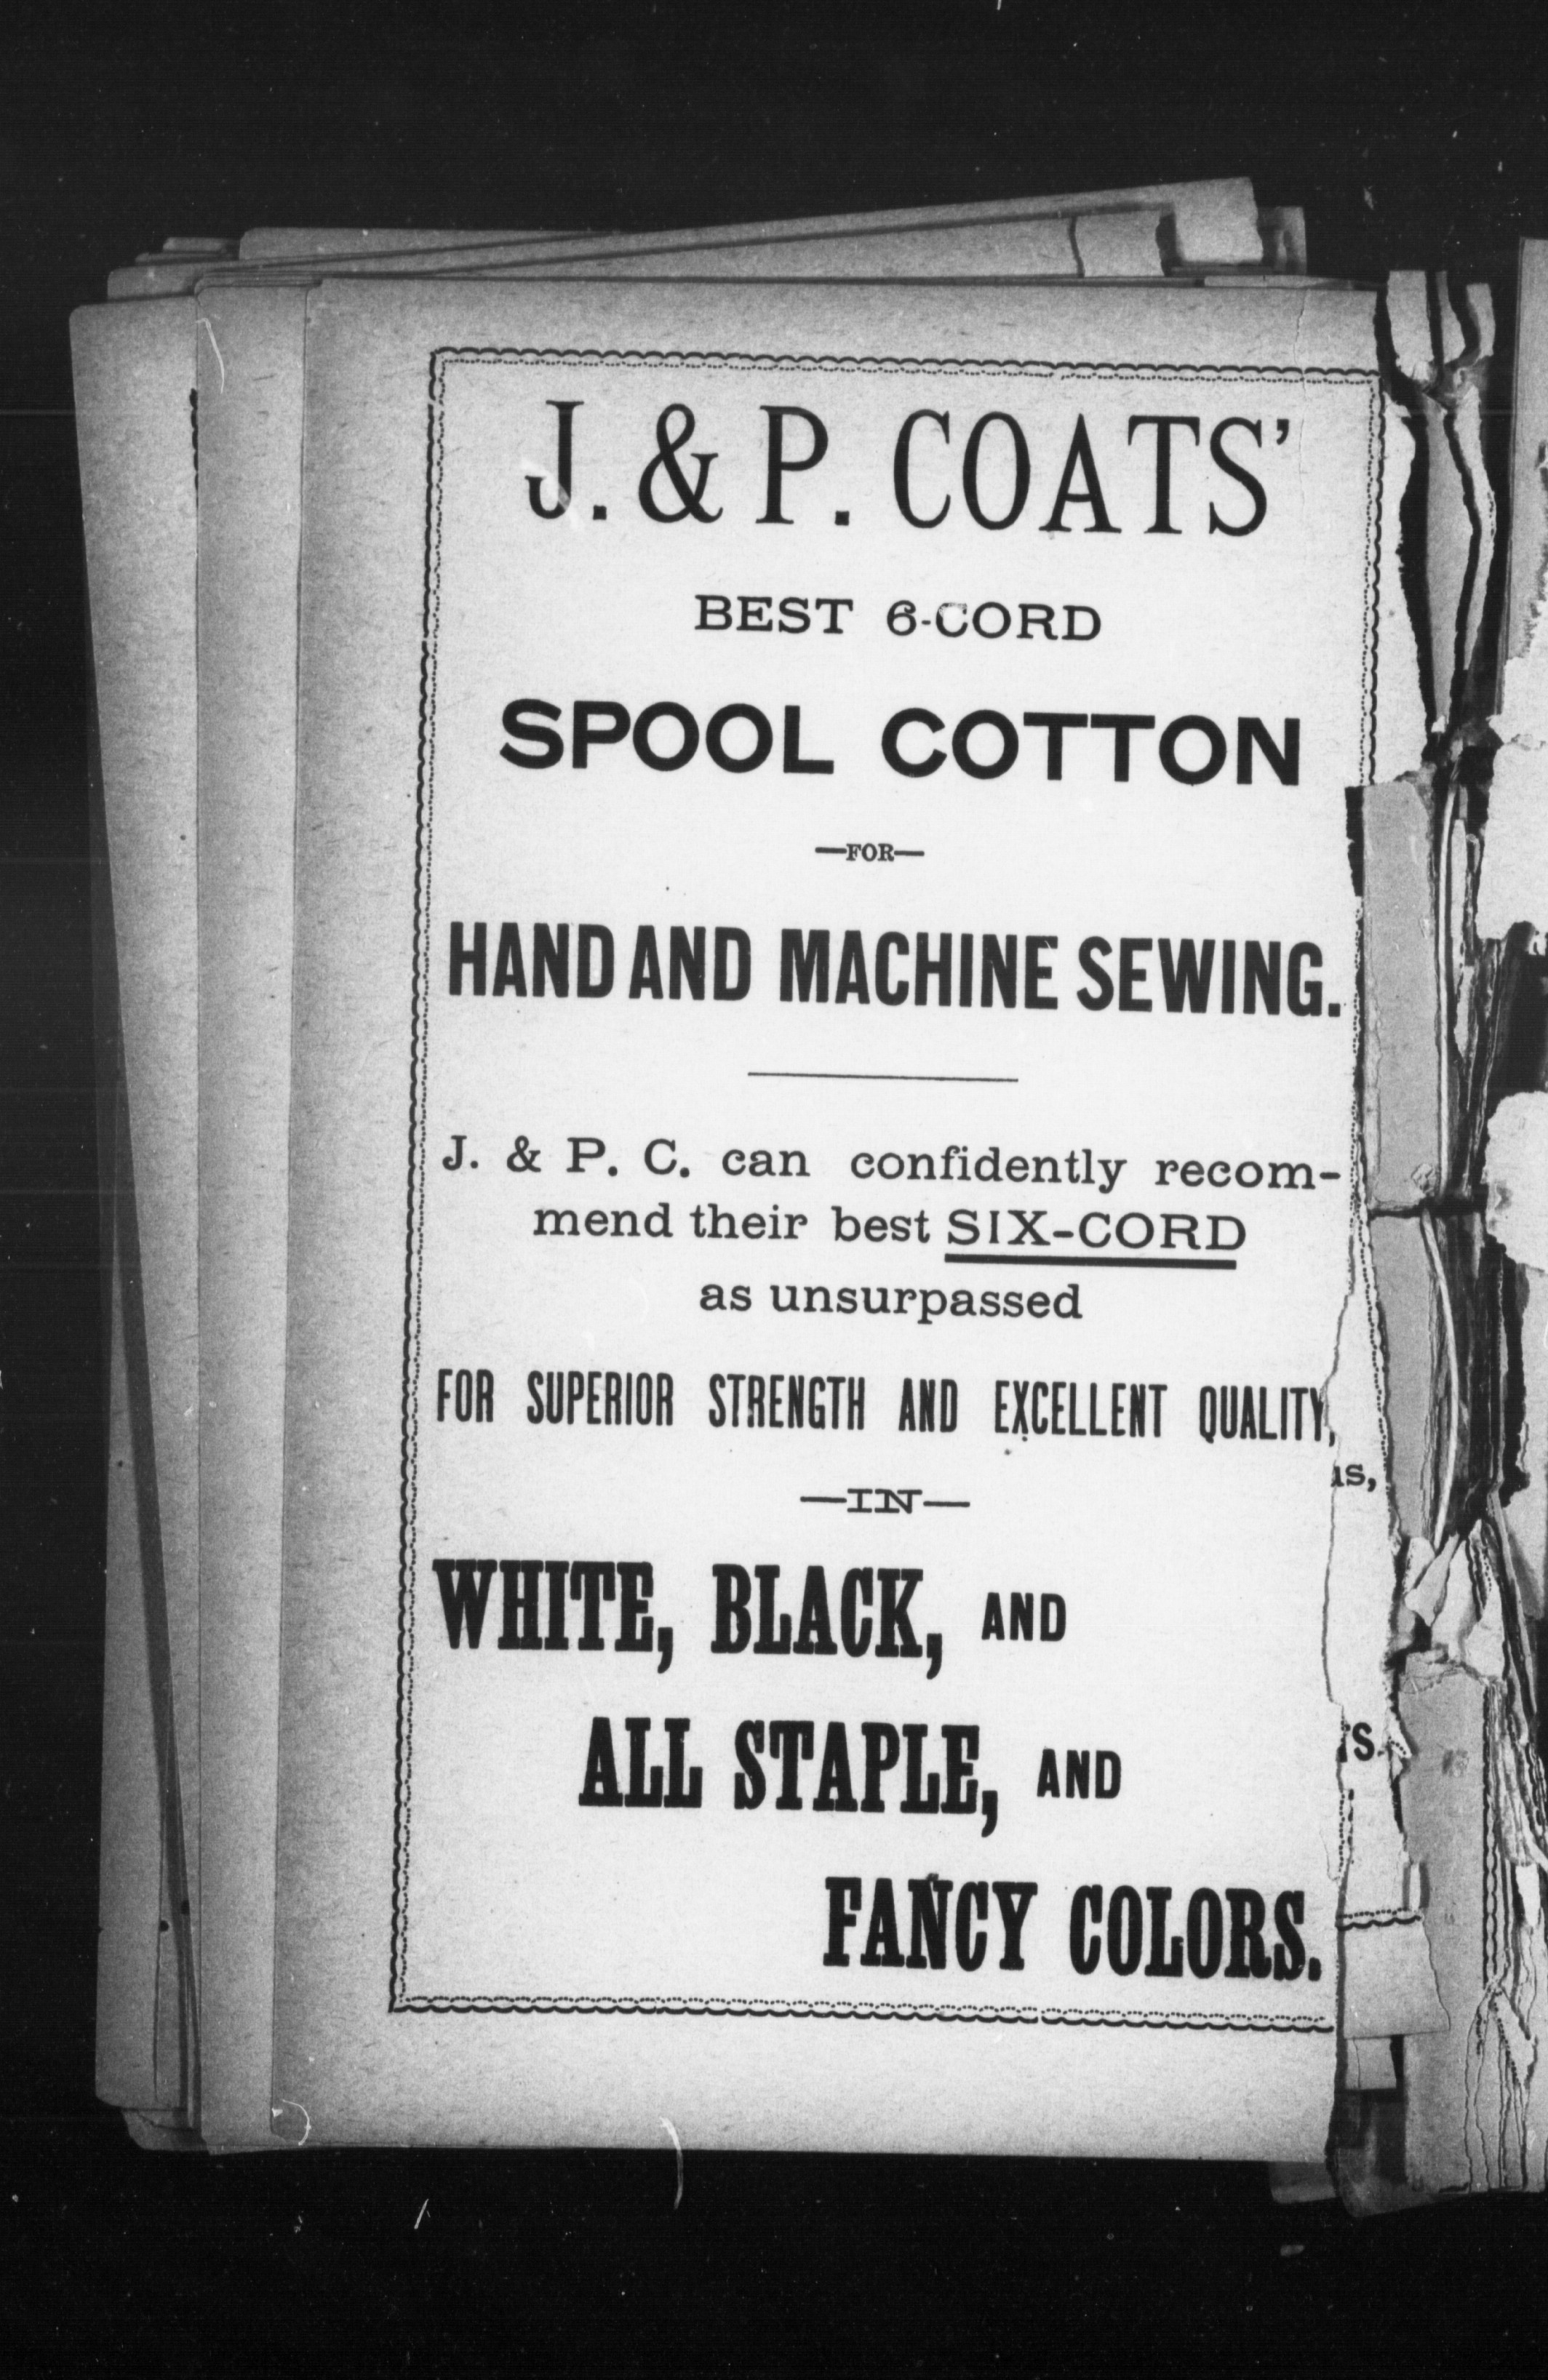 J. & P. COATS'
BEST 6-CORD
SPOOL COTTON
—FOR—
HAND AND MACHINE SEWING.
J. & P. C. can confidently recom-
mend their best SIX-CORD
as unsurpassed
FOR SUPERIOR STRENGTH AND EXCELLENT QUALITY,
—IN—
WHITE, BLACK, AND
ALL STAPLE, AND
FANCY COLORS.